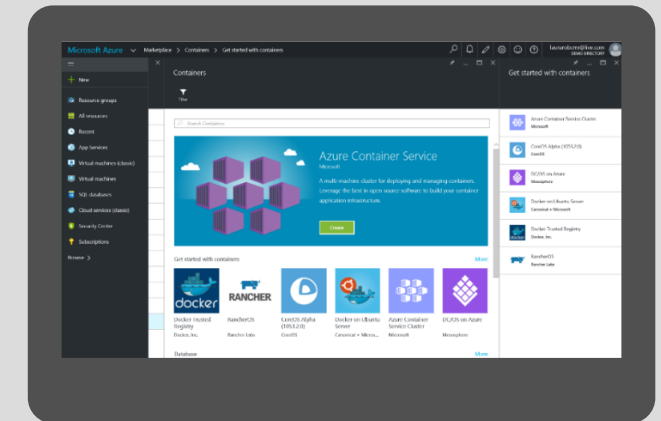 Microsoft Azure Marketplace > Containers > Get started with containers
DEMO DIRECTORY
Containers
Get started with containers
New
Filter
Resource groups
All resources
Recent
App Services
Virtual machines (classic)
Virtual machines
SQL databases
Cloud services (classic)
Security Center
Subscriptions
Browse >
Search Containers
Azure Container Service
Microsoft
A multi-machine cluster for deploying and managing containers.
Leverage the best in open source software to build your container
application infrastructure.
Create
Get started with containers
More
docker
RANCHER
Docker Trusted
Registry
Docker, Inc.
RancherOS
Rancher Labs
CoreOS Alpha
(1053.2.0)
CoreOS
Docker on Ubuntu
Server
Canonical + Micros...
Azure Container
Service Cluster
Microsoft
DC/OS on Azure
Mesosphere
Database
More
Azure Container Service Cluster
Microsoft
CoreOS Alpha (1053.2.0)
CoreOS
DC/OS on Azure
Mesosphere
Docker on Ubuntu Server
Canonical + Microsoft
docker
Docker Trusted Registry
Docker, Inc.
RancherOS
Rancher Labs